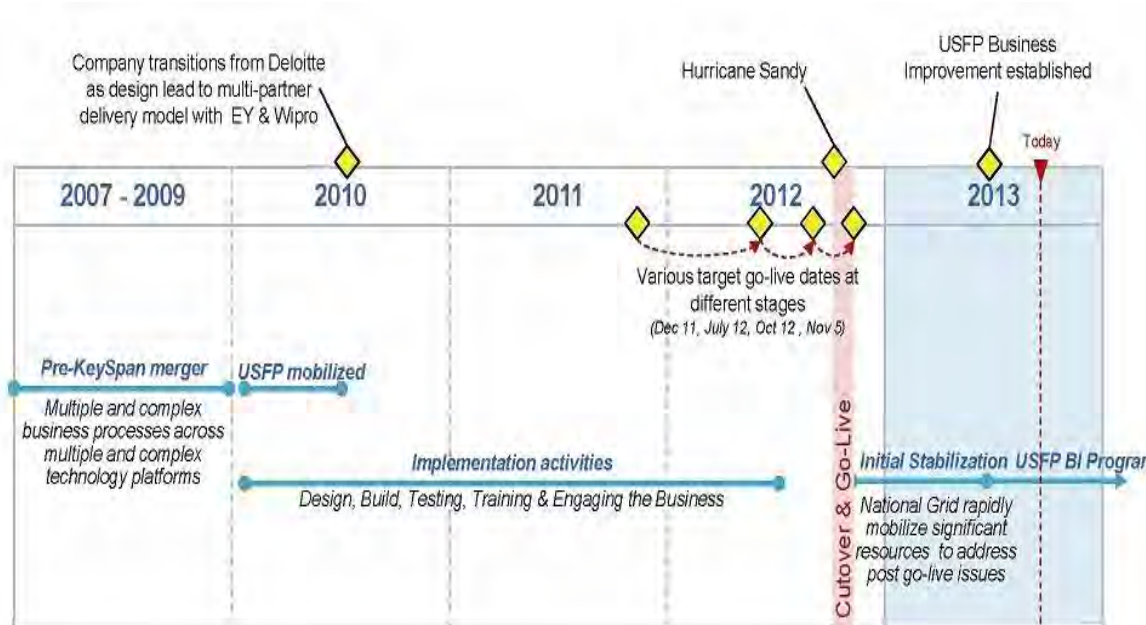 Company transitions from Deloitte
as design lead to multi-partner
delivery model with EY & Wipro
Hurricane Sandy
USFP Business
Improvement established
Today
2007 - 2009
2010
2011
2012
2013
Various target go-live dates at
different stages
(Dec 11, July 12, Oct 12 , Nov 5)
Pre-KeySpan merger
USFP mobilized
Multiple and complex
business processes across
multiple and complex
technology platforms
Implementation activities
Design, Build, Testing, Training & Engaging the Business
Cutover & Go-Live
Initial Stabilization
USFP BI Program
National Grid rapidly
mobilize significant
resources to address
post go-live issues